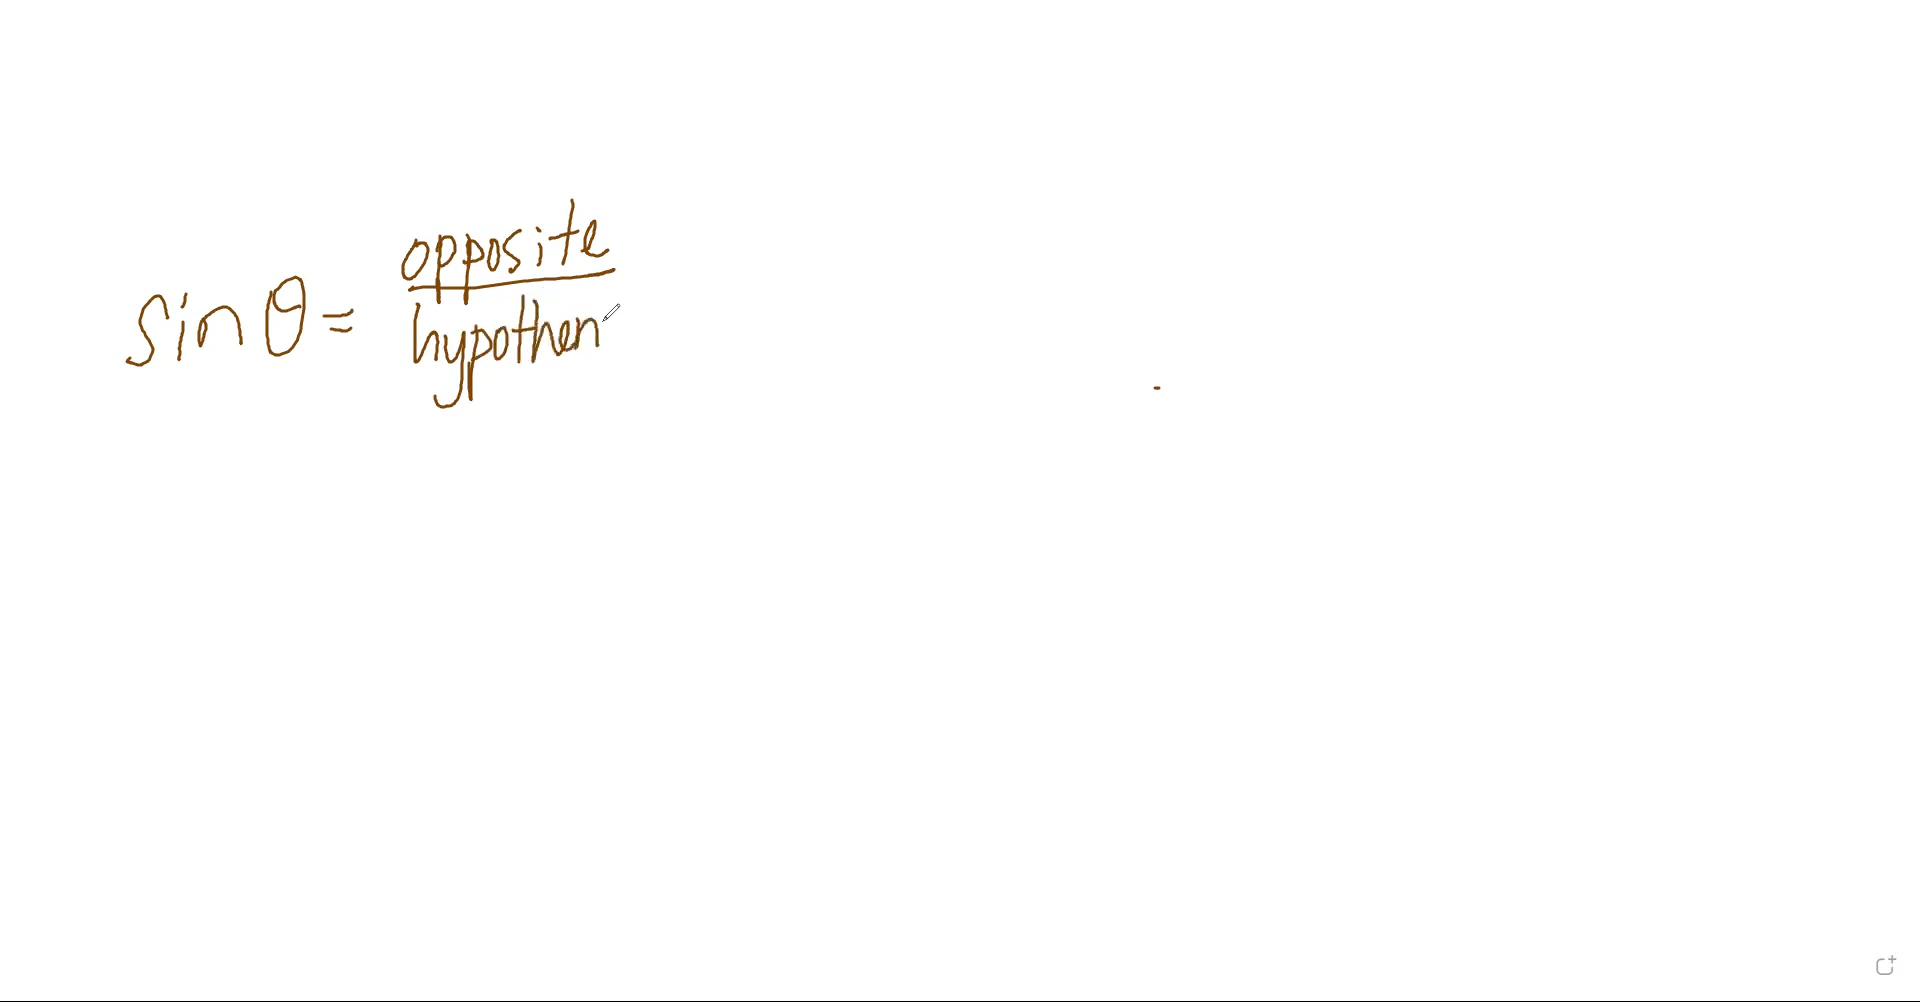 sin θ = opposite
hypothen